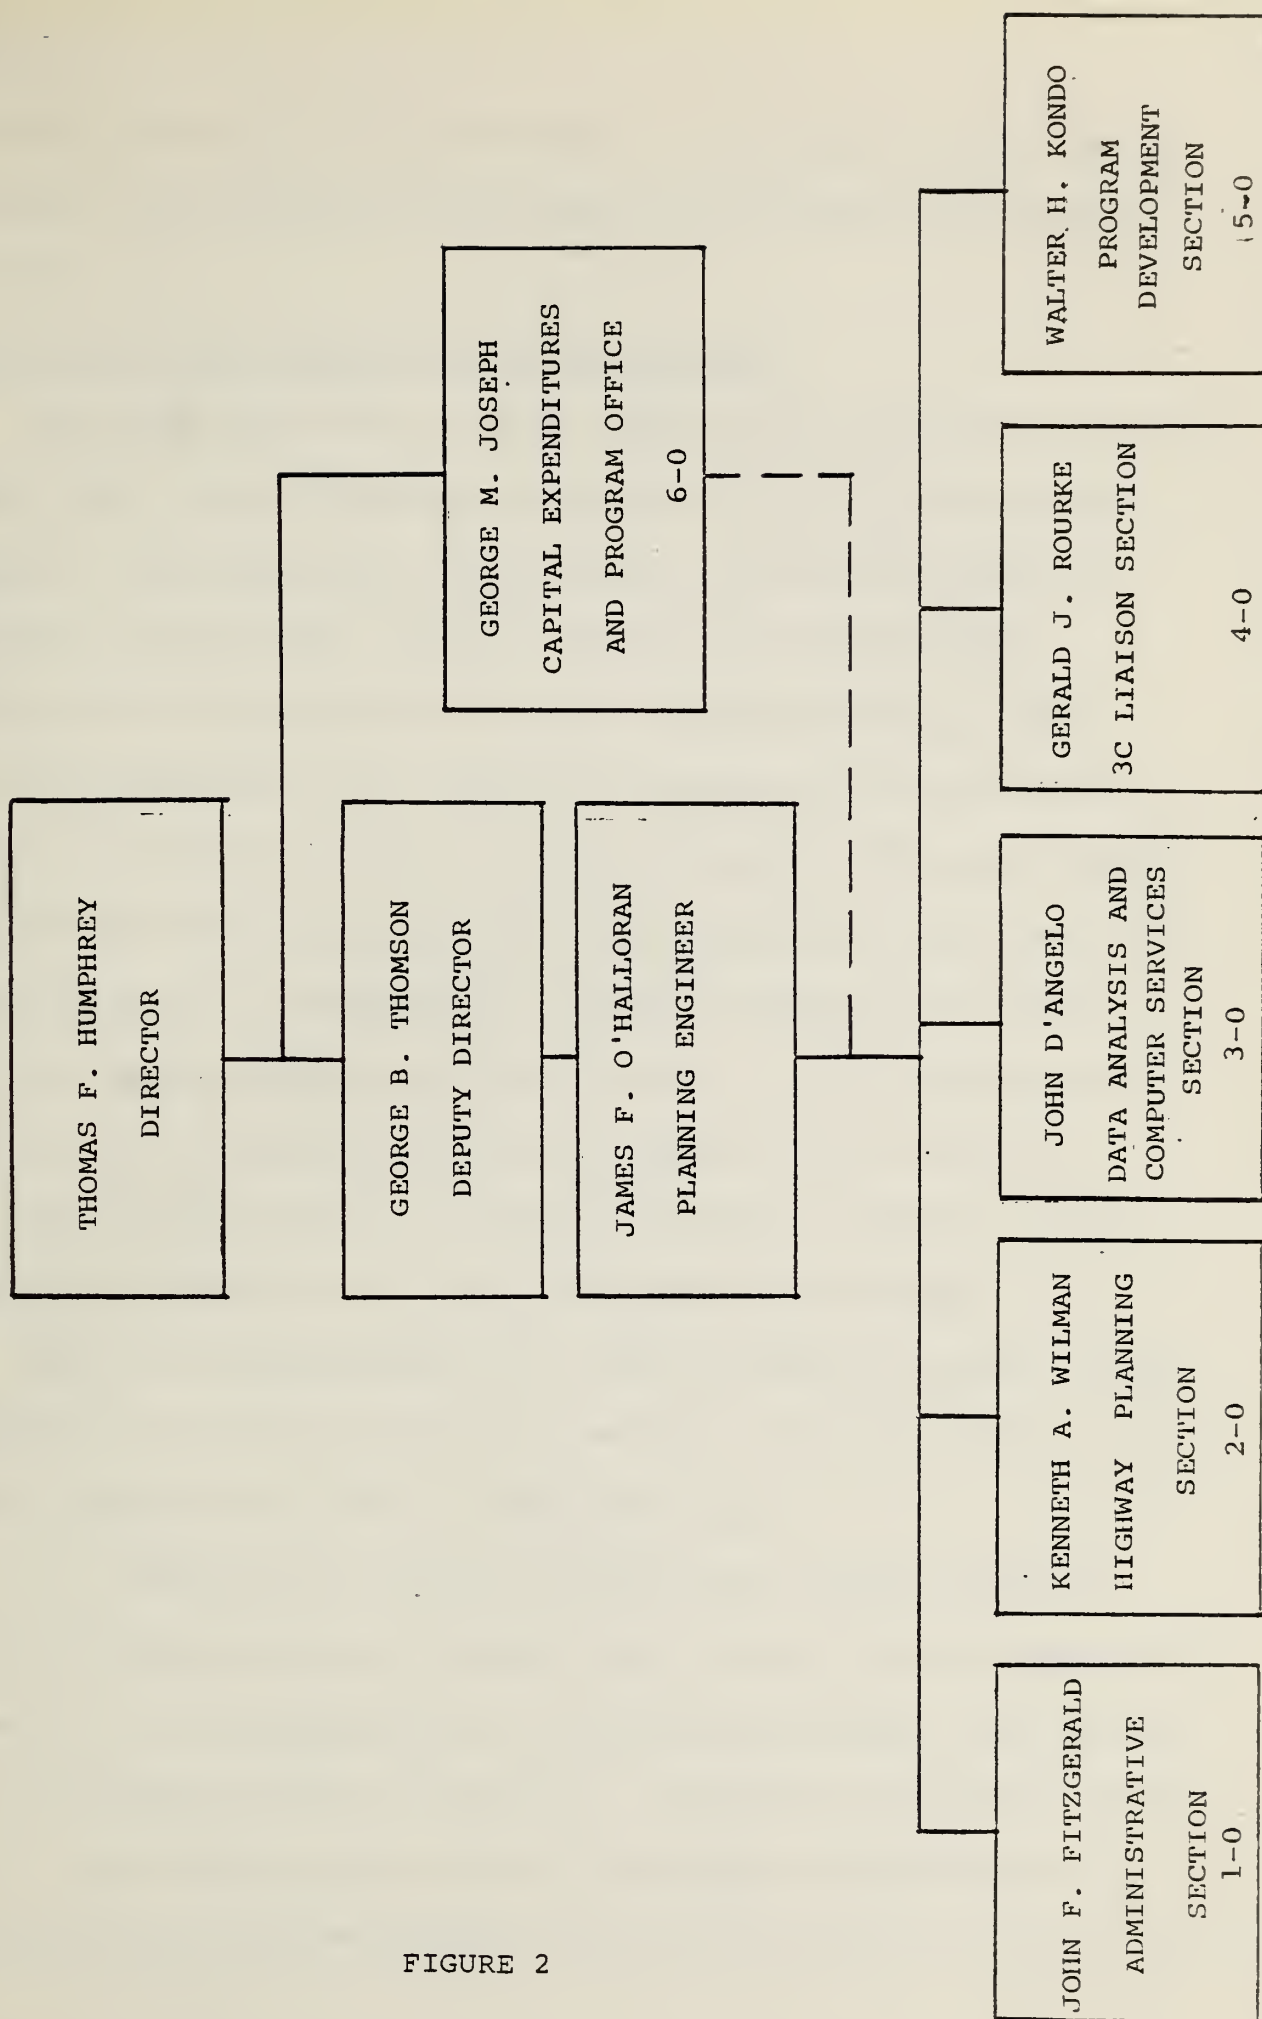 THOMAS F. HUMPHREY
DIRECTOR
GEORGE B. THOMSON
DEPUTY DIRECTOR
JAMES F. O'HALLORAN
PLANNING ENGINEER
GEORGE M. JOSEPH
CAPITAL EXPENDITURES
AND PROGRAM OFFICE
6-0
JOHN F. FITZGERALD
ADMINISTRATIVE
SECTION
1-0
KENNETH A. WILMAN
HIGHWAY PLANNING
SECTION
2-0
JOHN D'ANGELO
DATA ANALYSIS AND
COMPUTER SERVICES
SECTION
3-0
GERALD J. ROURKE
3C LIAISON SECTION
4-0
WALTER H. KONDO
PROGRAM
DEVELOPMENT
SECTION
5-0
FIGURE 2